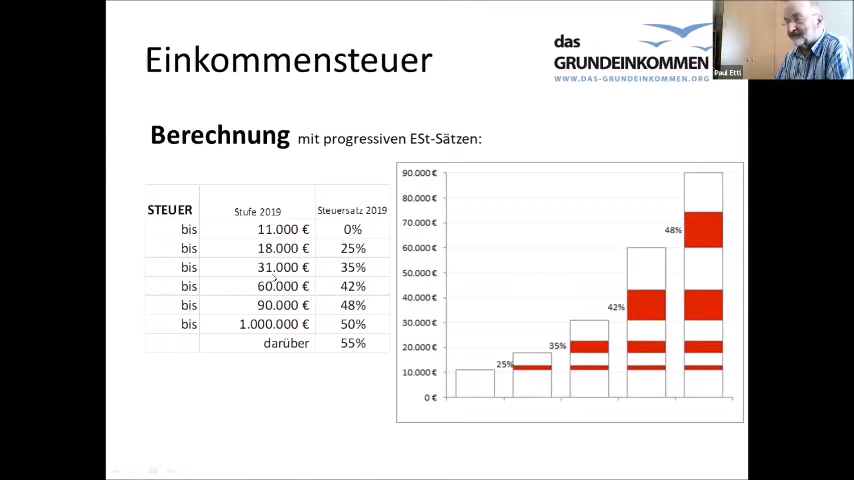 Einkommensteuer
das
GRUNDEINKOMMEN
WWW.DAS-GRUNDEINKOMMEN.ORG
Paul Ettl
Berechnung mit progressiven ESt-Sätzen:
STEUER Stufe 2019 Steuersatz 2019
bis 11.000 € 0%
bis 18.000 € 25%
bis 31.000 € 35%
bis 60.000 € 42%
bis 90.000 € 48%
bis 1.000.000 € 50%
darüber 55%
90.000 €
80.000 €
70.000 €
60.000 €
50.000 €
40.000 €
30.000 €
20.000 €
10.000 €
0 €
25%
35%
42%
48%